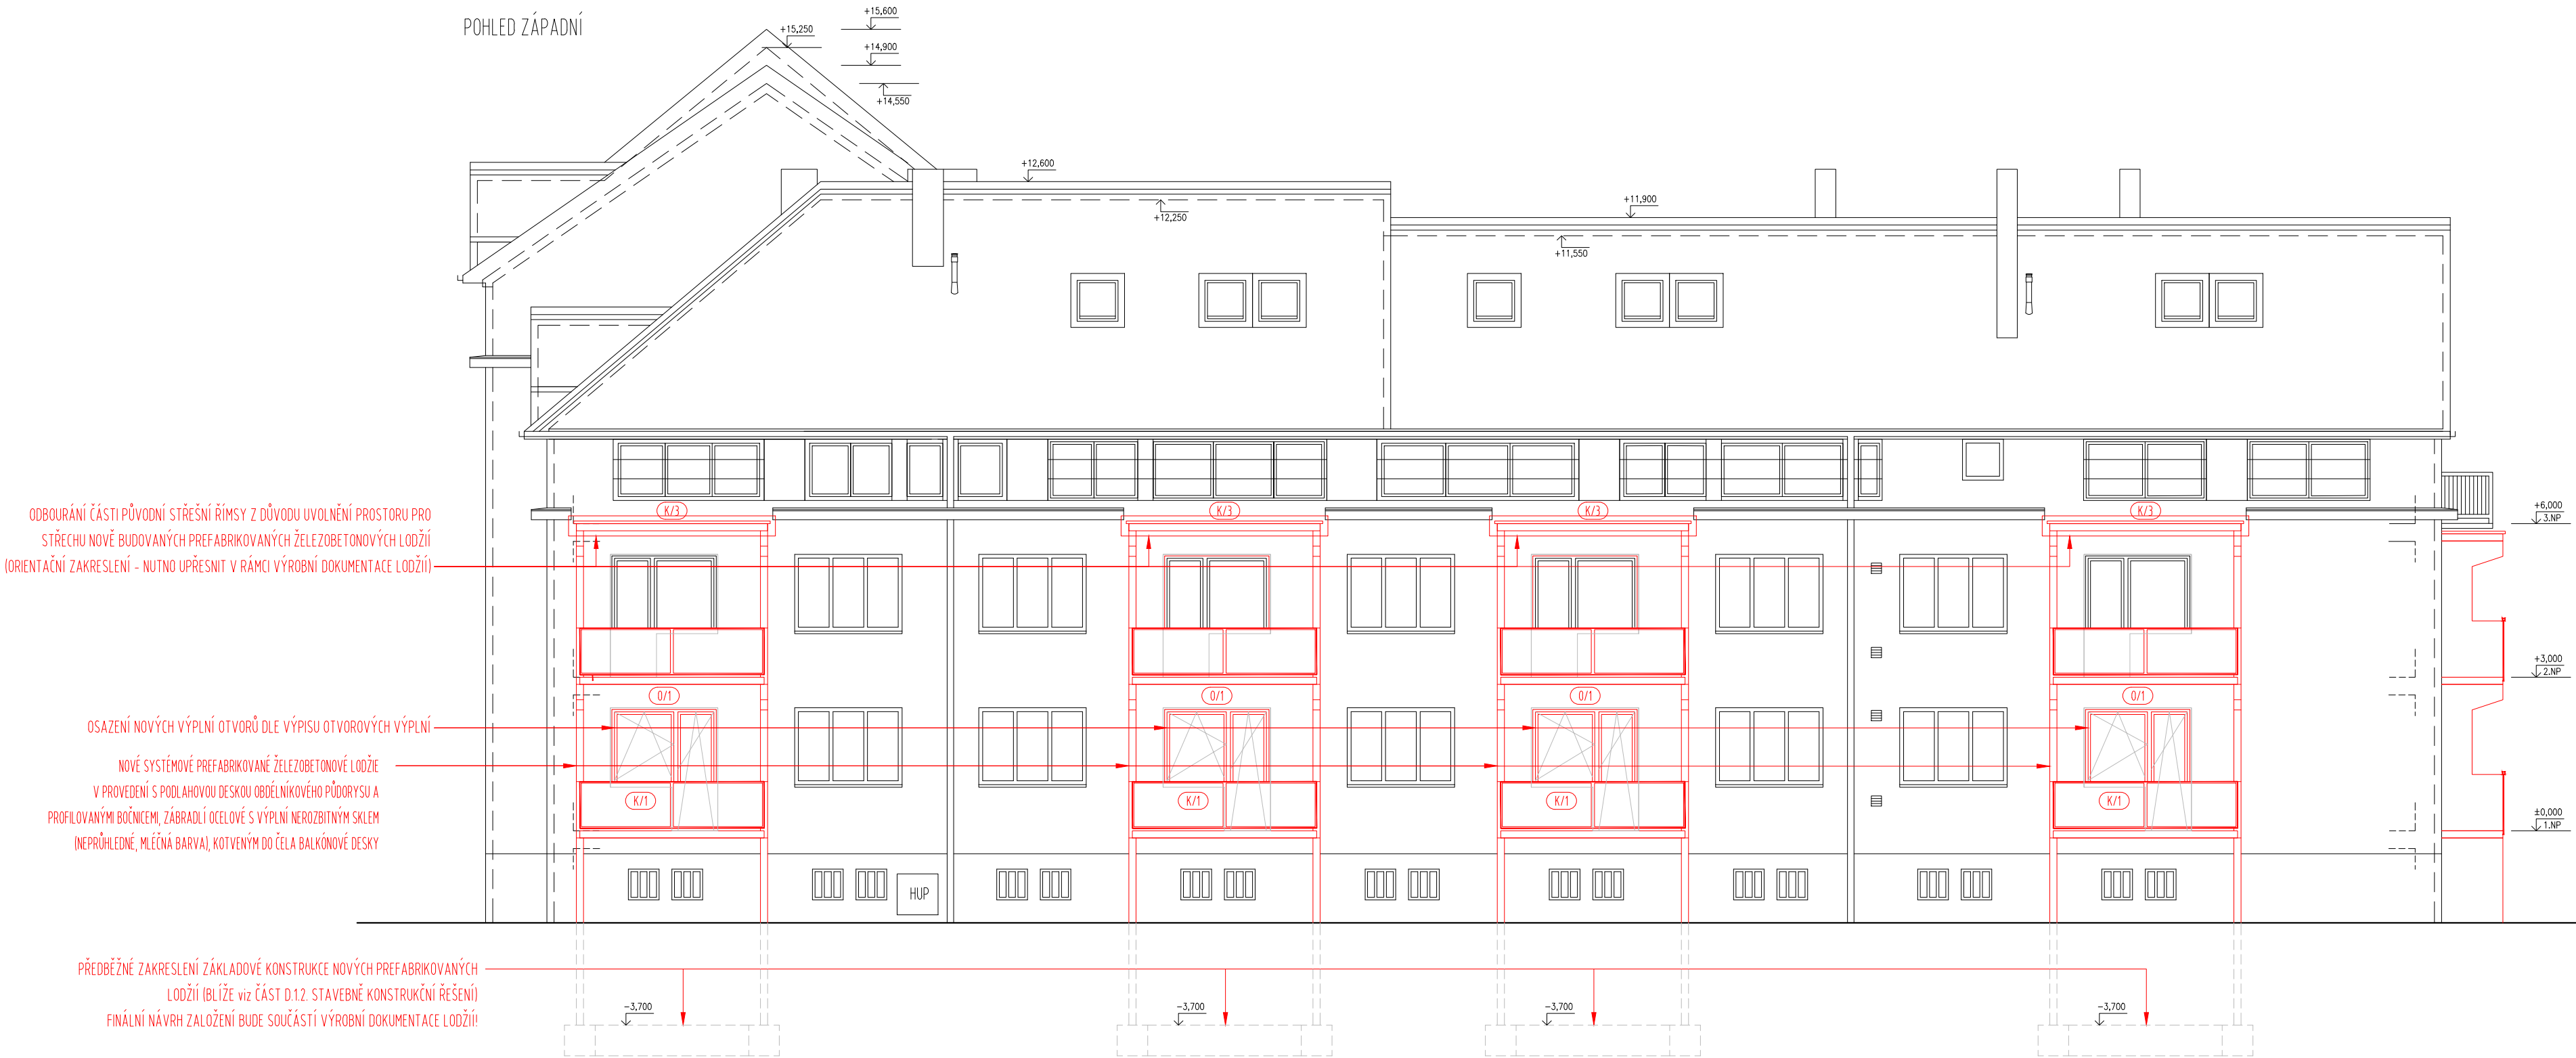 POHLED ZÁPADNÍ
+15,600
+15,250
+14,900
+14,550
+12,600
+12,250
+11,900
+11,550
ODBOURÁNÍ ČÁSTI PŮVODNÍ STŘEŠNÍ ŘÍMSY Z DŮVODU UVOLNĚNÍ PROSTORU PRO
STŘECHU NOVĚ BUDOVANÝCH PREFABRIKOVANÝCH ŽELEZOBETONOVÝCH LODŽIÍ
(ORIENTAČNÍ ZAKRESLENÍ - NUTNO UPŘESNIT V RÁMCI VÝROBNÍ DOKUMENTACE LODŽIÍ)
K/3
K/3
K/3
K/3
+6,000
3.NP
+3,000
2.NP
O/1
O/1
O/1
O/1
OSAZENÍ NOVÝCH VÝPLNÍ OTVORŮ DLE VÝPISU OTVOROVÝCH VÝPLNÍ
NOVÉ SYSTÉMOVÉ PREFABRIKOVANÉ ŽELEZOBETONOVÉ LODŽIE
V PROVEDENÍ S PODLAHOVOU DESKOU OBDÉLNÍKOVÉHO PŮDORYSU A
PROFILOVANÝMI BOČNICEMI, ZÁBRADLÍ OCELOVÉ S VÝPLNÍ NEROZBITNÝM SKLEM
(NEPRŮHLEDNÉ, MLÉČNÁ BARVA), KOTVENÝM DO ČELA BALKÓNOVÉ DESKY
K/1
K/1
K/1
K/1
±0,000
1.NP
HUP
PŘEDBĚŽNÉ ZAKRESLENÍ ZÁKLADOVÉ KONSTRUKCE NOVÝCH PREFABRIKOVANÝCH
LODŽIÍ (BLÍŽE viz ČÁST D.1.2. STAVEBNĚ KONSTRUKČNÍ ŘEŠENÍ)
FINÁLNÍ NÁVRH ZALOŽENÍ BUDE SOUČÁSTÍ VÝROBNÍ DOKUMENTACE LODŽIÍ!
-3,700
-3,700
-3,700
-3,700